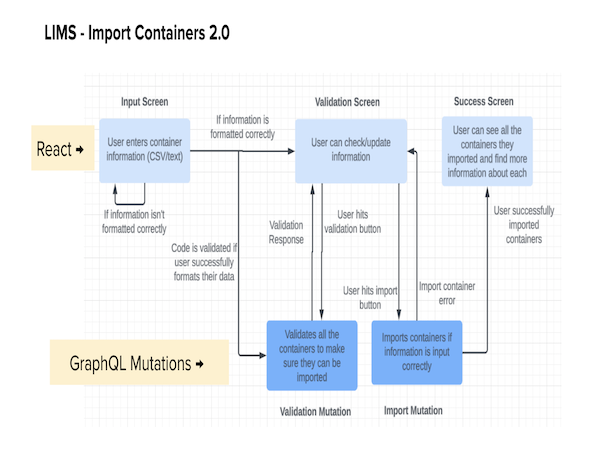 LIMS - Import Containers 2.0
Input Screen
Validation Screen
Success Screen
React →
User enters container
information (CSV/text)
If information is
formatted correctly
User can check/update
information
User can see all the
containers they
imported and find more
information about each
If information isn't
formatted correctly
Code is validated if
user successfully
formats their data
Validation
Response
User hits
validation button
User hits import
button
Import container
error
User successfully
imported
containers
GraphQL Mutations →
Validates all the
containers to make
sure they can be
imported
Imports containers if
information is input
correctly
Validation Mutation
Import Mutation